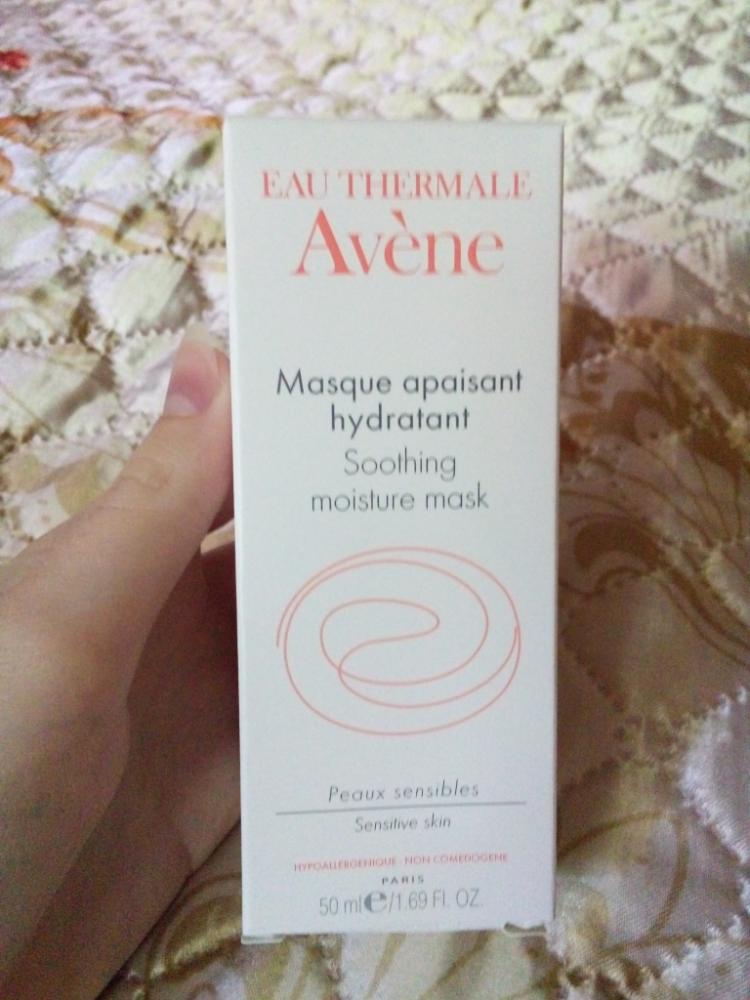 EAU THERMALE
Avène
Masque apaisant
hydratant
Soothing
moisture mask
Peaux sensibles
Sensitive skin
HYPOALLERGENIQUE - NON COMEDOGENE
PARIS
50 ml e/1.69 Fl. OZ.